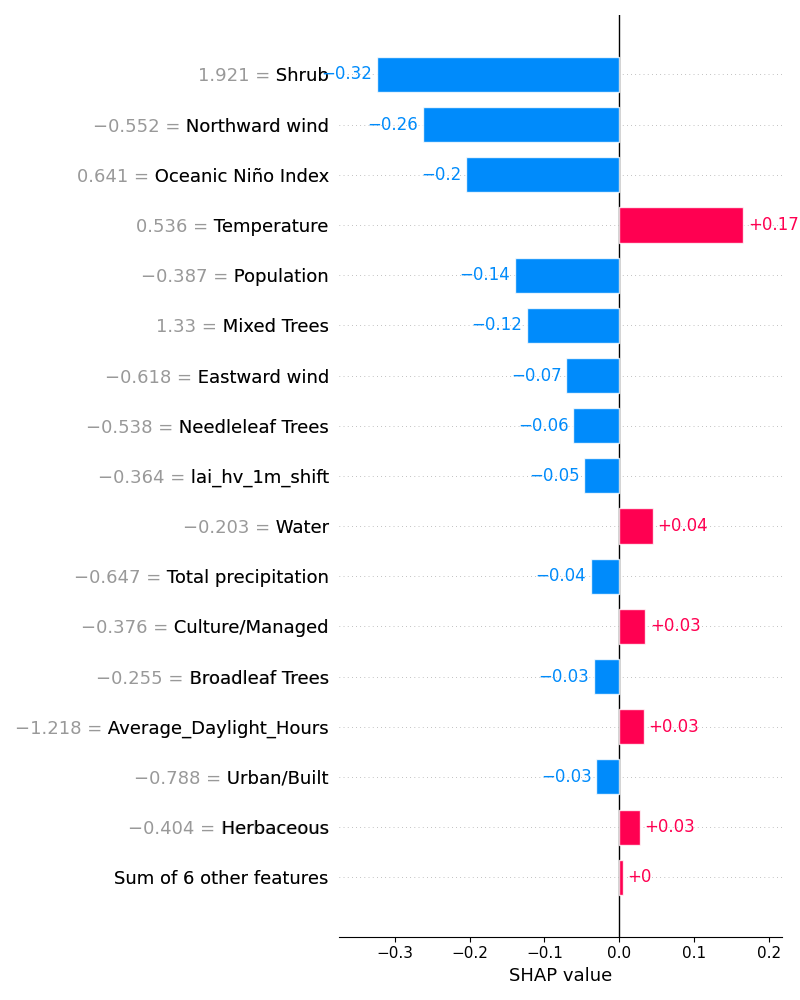 1.921 = Shrub −0.32
−0.552 = Northward wind −0.26
0.641 = Oceanic Niño Index −0.2
0.536 = Temperature +0.17
−0.387 = Population −0.14
1.33 = Mixed Trees −0.12
−0.618 = Eastward wind −0.07
−0.538 = Needleleaf Trees −0.06
−0.364 = lai_hv_1m_shift −0.05
−0.203 = Water +0.04
−0.647 = Total precipitation −0.04
−0.376 = Culture/Managed +0.03
−0.255 = Broadleaf Trees −0.03
−1.218 = Average_Daylight_Hours +0.03
−0.788 = Urban/Built −0.03
−0.404 = Herbaceous +0.03
Sum of 6 other features +0
−0.3 −0.2 −0.1 0.0 0.1 0.2
SHAP value